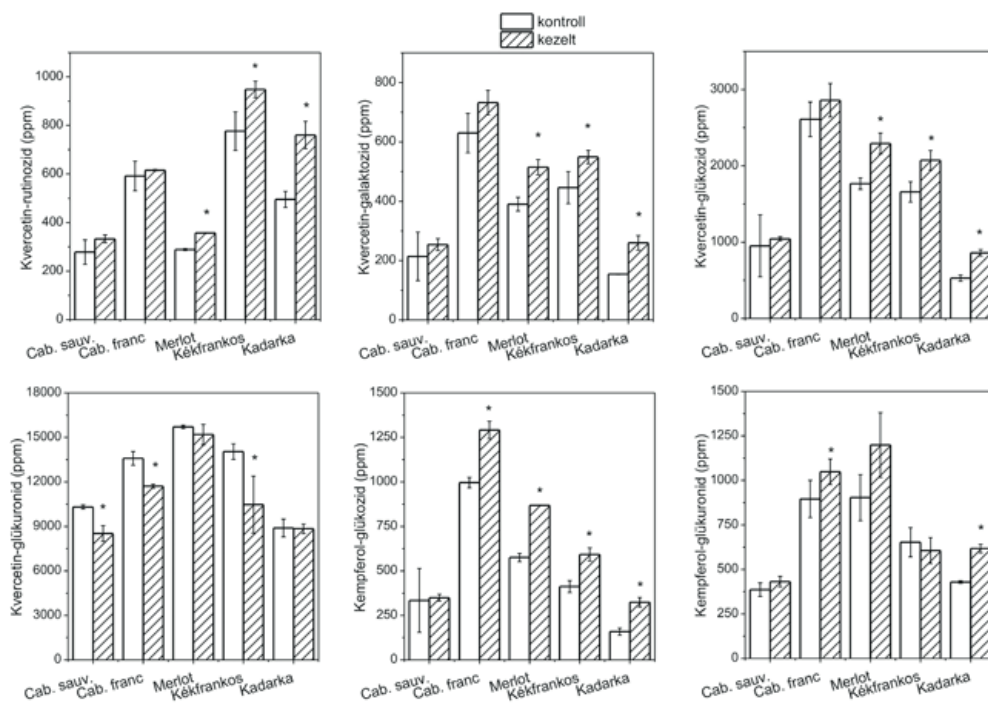 kontroll
kezelt
Kvercetin-rutinozid (ppm)
1000
800
600
400
200
0
*
*
*
Cab. sauv.
Cab. franc
Merlot
Kékfrankos
Kadarka
Kvercetin-galaktozid (ppm)
800
600
400
200
0
*
*
*
Cab. sauv.
Cab. franc
Merlot
Kékfrankos
Kadarka
Kvercetin-glükozid (ppm)
3000
2000
1000
0
*
*
*
Cab. sauv.
Cab. franc
Merlot
Kékfrankos
Kadarka
Kvercetin-glükuronid (ppm)
18000
15000
12000
9000
6000
3000
0
*
*
*
Cab. sauv.
Cab. franc
Merlot
Kékfrankos
Kadarka
Kempferol-glükozid (ppm)
1500
1250
1000
750
500
250
0
*
*
*
*
Cab. sauv.
Cab. franc
Merlot
Kékfrankos
Kadarka
Kempferol-glükuronid (ppm)
1500
1250
1000
750
500
250
0
*
*
Cab. sauv.
Cab. franc
Merlot
Kékfrankos
Kadarka